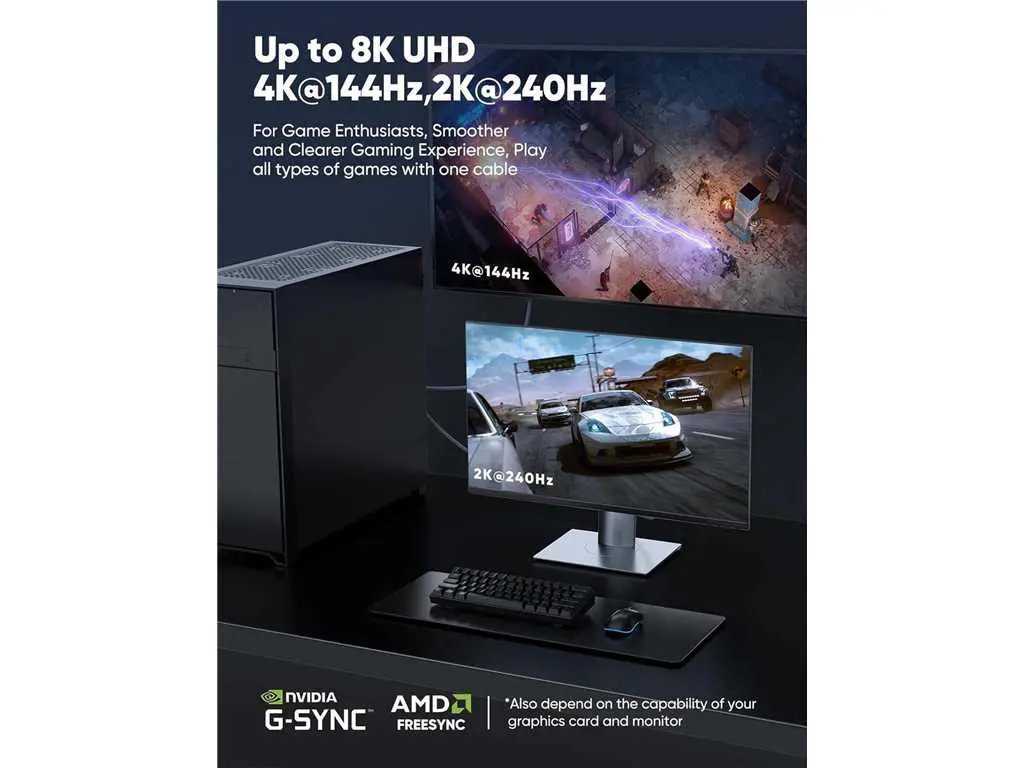 Up to 8K UHD
4K@144Hz,2K@240Hz
For Game Enthusiasts, Smoother
and Clearer Gaming Experience, Play
all types of games with one cable
4K@144Hz
2K@240Hz
NVIDIA
G-SYNC™
AMD
FREESYNC
*Also depend on the capability of your
graphics card and monitor